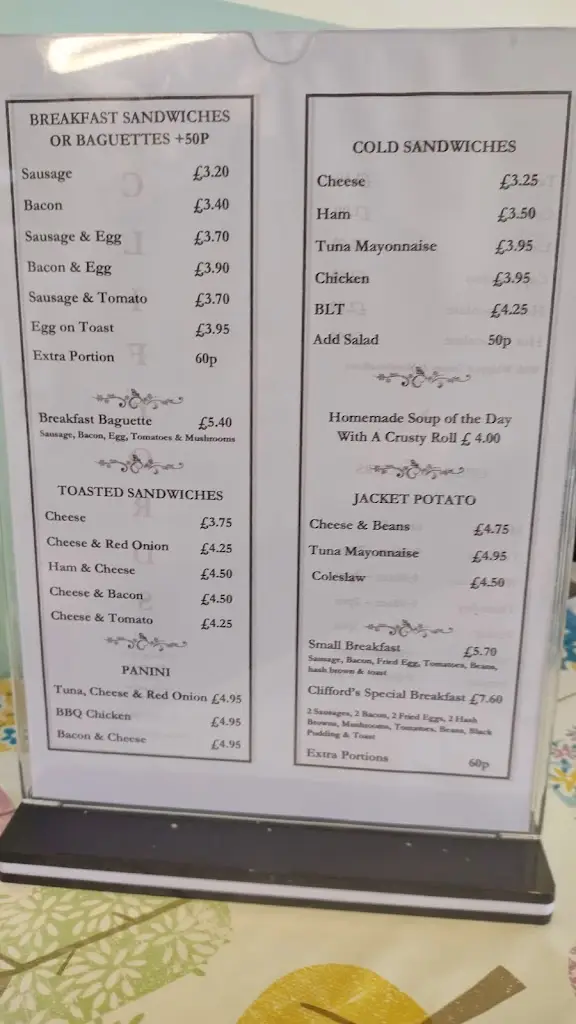 BREAKFAST SANDWICHES
OR BAGUETTES +50P
Sausage £3.20
Bacon £3.40
Sausage & Egg £3.70
Bacon & Egg £3.90
Sausage & Tomato £3.70
Egg on Toast £3.95
Extra Portion 60p
Breakfast Baguette £5.40
Sausage, Bacon, Egg, Tomatoes & Mushrooms
TOASTED SANDWICHES
Cheese £3.75
Cheese & Red Onion £4.25
Ham & Cheese £4.50
Cheese & Bacon £4.50
Cheese & Tomato £4.25
PANINI
Tuna, Cheese & Red Onion £4.95
BBQ Chicken £4.95
Bacon & Cheese £4.95
COLD SANDWICHES
Cheese £3.25
Ham £3.50
Tuna Mayonnaise £3.95
Chicken £3.95
BLT £4.25
Add Salad 50p
Homemade Soup of the Day
With A Crusty Roll £ 4.00
JACKET POTATO
Cheese & Beans £4.75
Tuna Mayonnaise £4.95
Coleslaw £4.50
Small Breakfast £5.70
Sausage, Bacon, Fried Egg, Tomatoes, Beans,
hash brown & toast
Clifford's Special Breakfast £7.60
2 Sausages, 2 Bacon, 2 Fried Eggs, 2 Hash
Browns, Mushrooms, Tomatoes, Beans, Black
Pudding & Toast
Extra Portions 60p